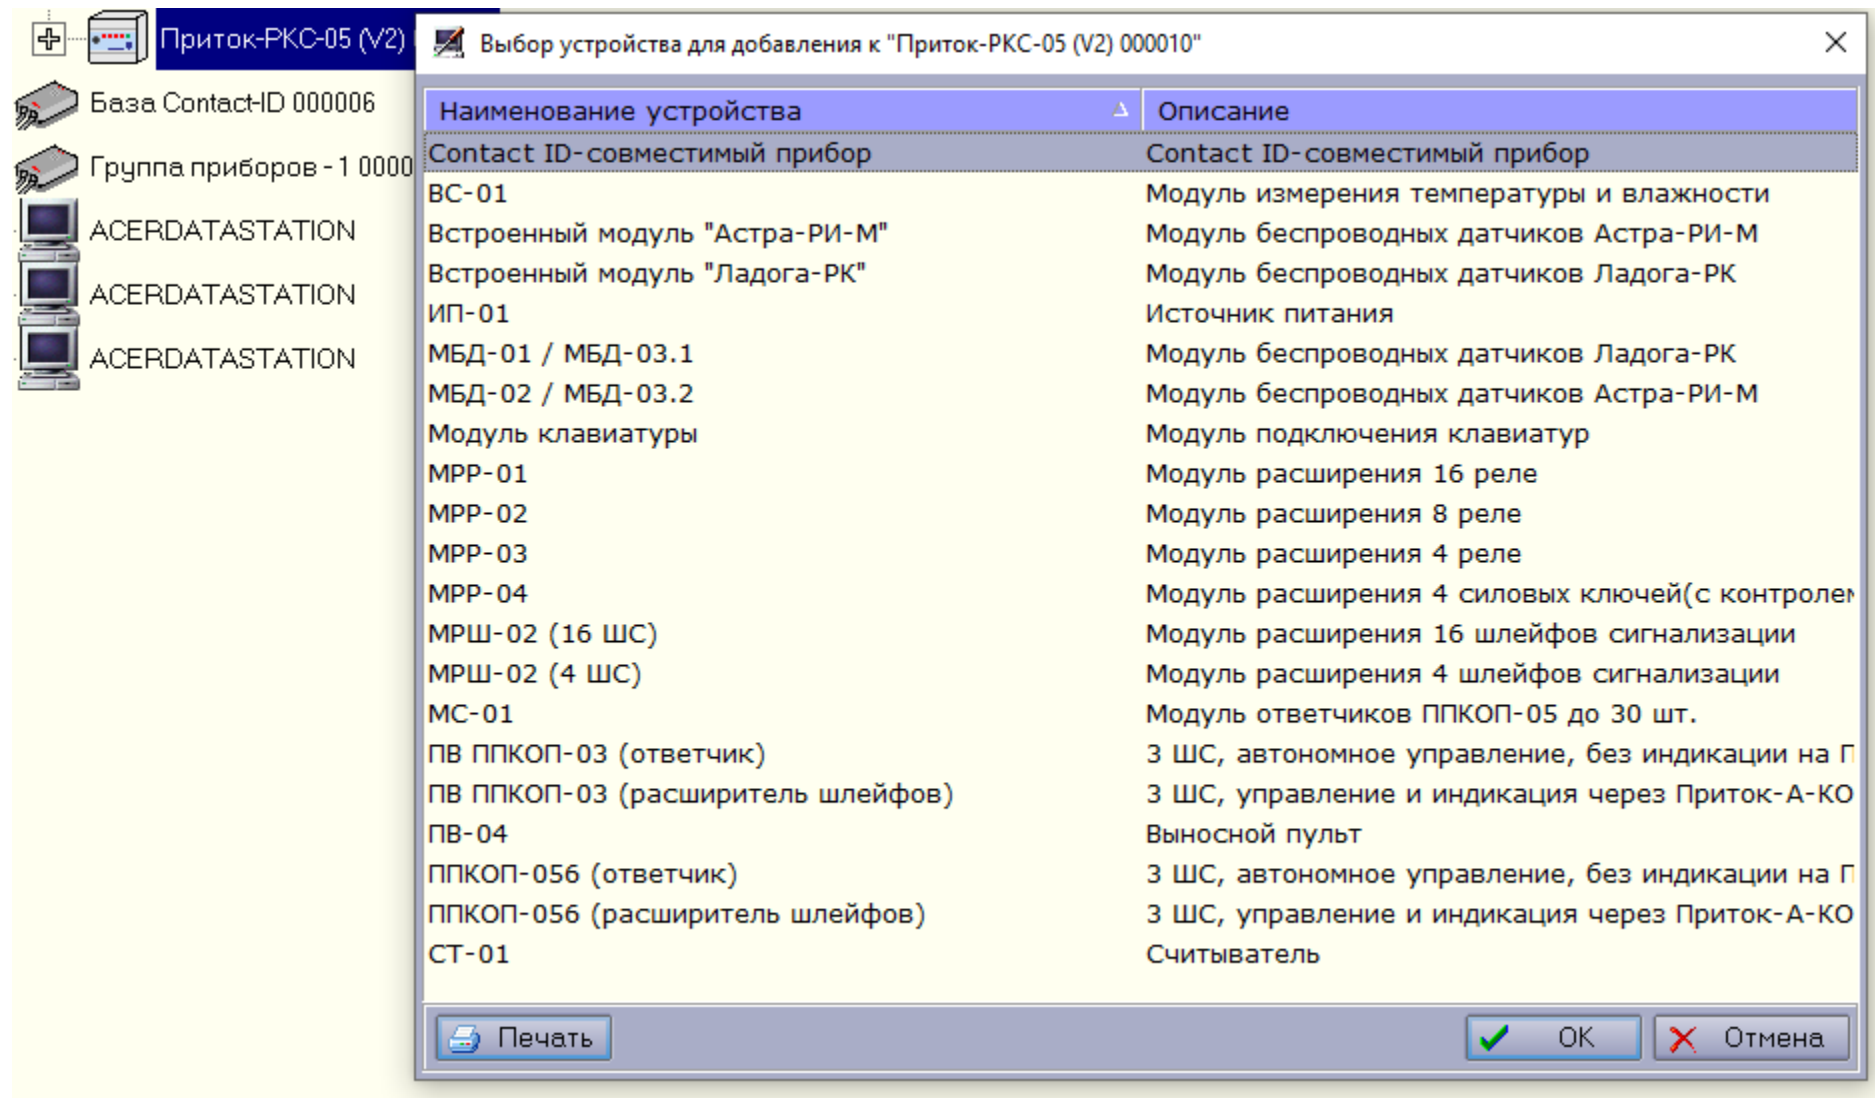 Приток-РКС-05 (V2)
База Contact-ID 000006
Группа приборов - 1 0000
ACERDATASTATION
ACERDATASTATION
ACERDATASTATION
Выбор устройства для добавления к "Приток-РКС-05 (V2) 000010"
Наименование устройства Описание
Contact ID-совместимый прибор Contact ID-совместимый прибор
ВС-01 Модуль измерения температуры и влажности
Встроенный модуль "Астра-РИ-М" Модуль беспроводных датчиков Астра-РИ-М
Встроенный модуль "Ладога-РК" Модуль беспроводных датчиков Ладога-РК
ИП-01 Источник питания
МБД-01 / МБД-03.1 Модуль беспроводных датчиков Ладога-РК
МБД-02 / МБД-03.2 Модуль беспроводных датчиков Астра-РИ-М
Модуль клавиатуры Модуль подключения клавиатур
МРР-01 Модуль расширения 16 реле
МРР-02 Модуль расширения 8 реле
МРР-03 Модуль расширения 4 реле
МРР-04 Модуль расширения 4 силовых ключей(с контролем
МРШ-02 (16 ШС) Модуль расширения 16 шлейфов сигнализации
МРШ-02 (4 ШС) Модуль расширения 4 шлейфов сигнализации
МС-01 Модуль ответчиков ППКОП-05 до 30 шт.
ПВ ППКОП-03 (ответчик) 3 ШС, автономное управление, без индикации на П
ПВ ППКОП-03 (расширитель шлейфов) 3 ШС, управление и индикация через Приток-А-КО
ПВ-04 Выносной пульт
ППКОП-056 (ответчик) 3 ШС, автономное управление, без индикации на П
ППКОП-056 (расширитель шлейфов) 3 ШС, управление и индикация через Приток-А-КО
СТ-01 Считыватель
Печать OK Отмена